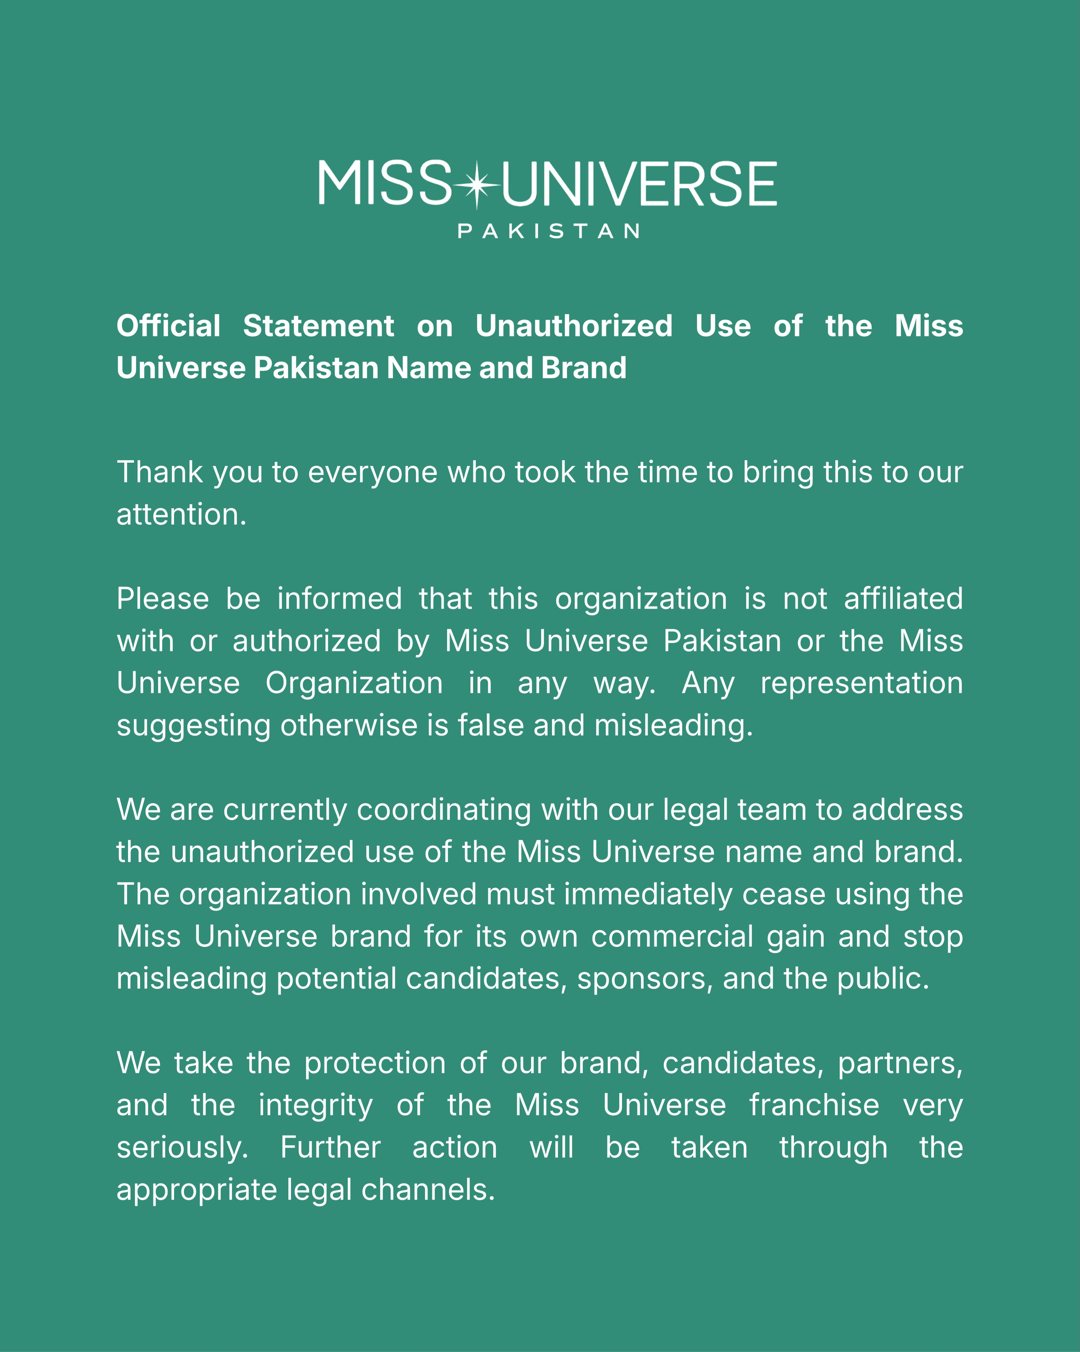 MISS UNIVERSE
PAKISTAN
Official Statement on Unauthorized Use of the Miss
Universe Pakistan Name and Brand
Thank you to everyone who took the time to bring this to our
attention.
Please be informed that this organization is not affiliated
with or authorized by Miss Universe Pakistan or the Miss
Universe Organization in any way. Any representation
suggesting otherwise is false and misleading.
We are currently coordinating with our legal team to address
the unauthorized use of the Miss Universe name and brand.
The organization involved must immediately cease using the
Miss Universe brand for its own commercial gain and stop
misleading potential candidates, sponsors, and the public.
We take the protection of our brand, candidates, partners,
and the integrity of the Miss Universe franchise very
seriously. Further action will be taken through the
appropriate legal channels.